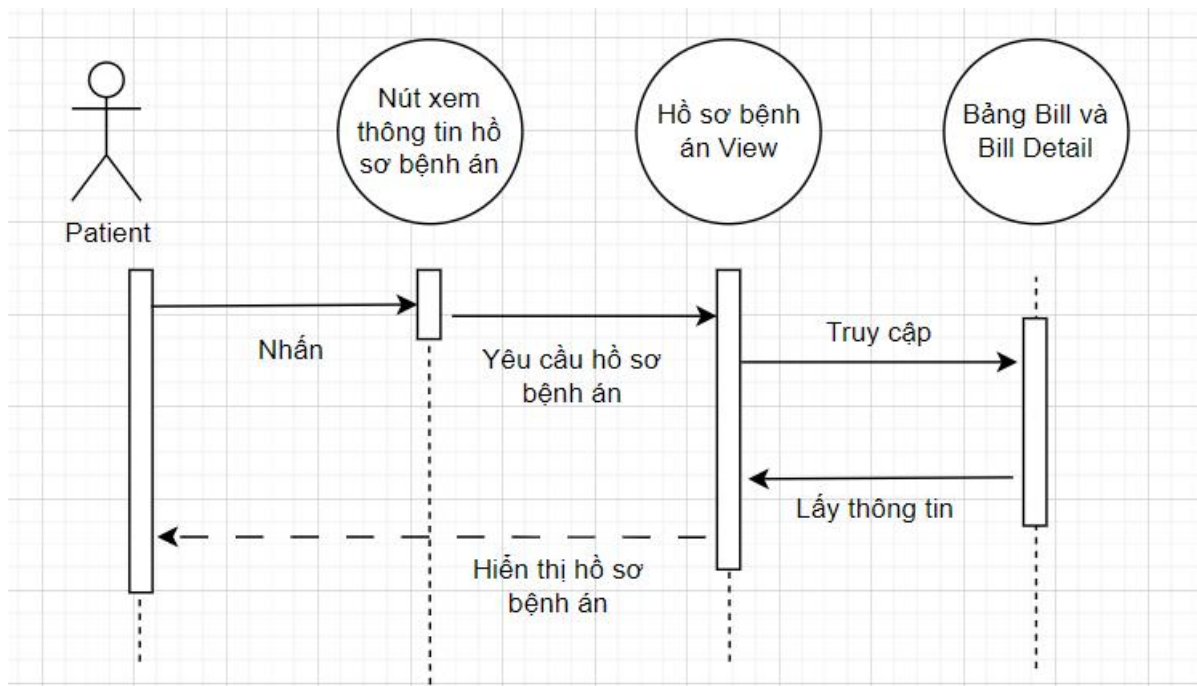 Nút xem
thông tin hồ
sơ bệnh án
Hồ sơ bệnh
án View
Bảng Bill và
Bill Detail
Patient
Nhấn
Yêu cầu hồ sơ
bệnh án
Truy cập
Lấy thông tin
Hiển thị hồ sơ
bệnh án